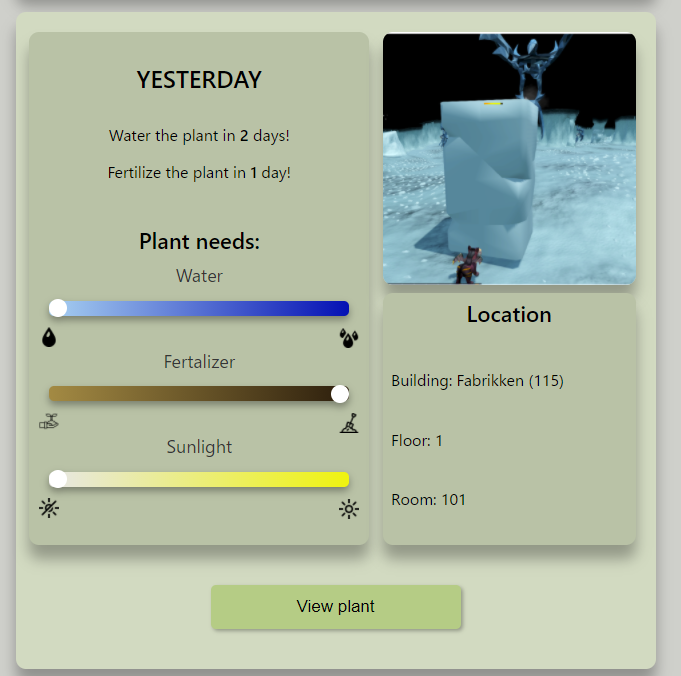 YESTERDAY
Water the plant in 2 days!
Fertilize the plant in 1 day!
Plant needs:
Water
Fertalizer
Sunlight
Location
Building: Fabrikken (115)
Floor: 1
Room: 101
View plant